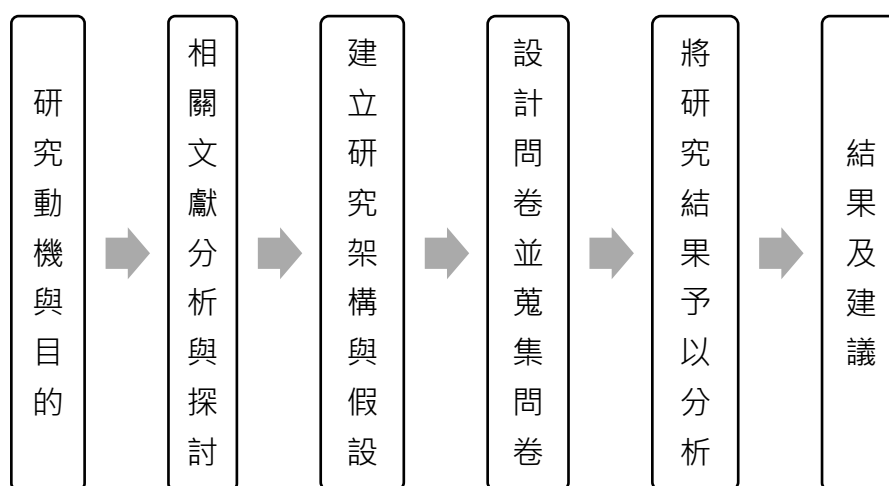 研究動機與目的
相關文獻分析與探討
建立研究架構與假設
設計問卷並蒐集問卷
將研究結果予以分析
結果及建議